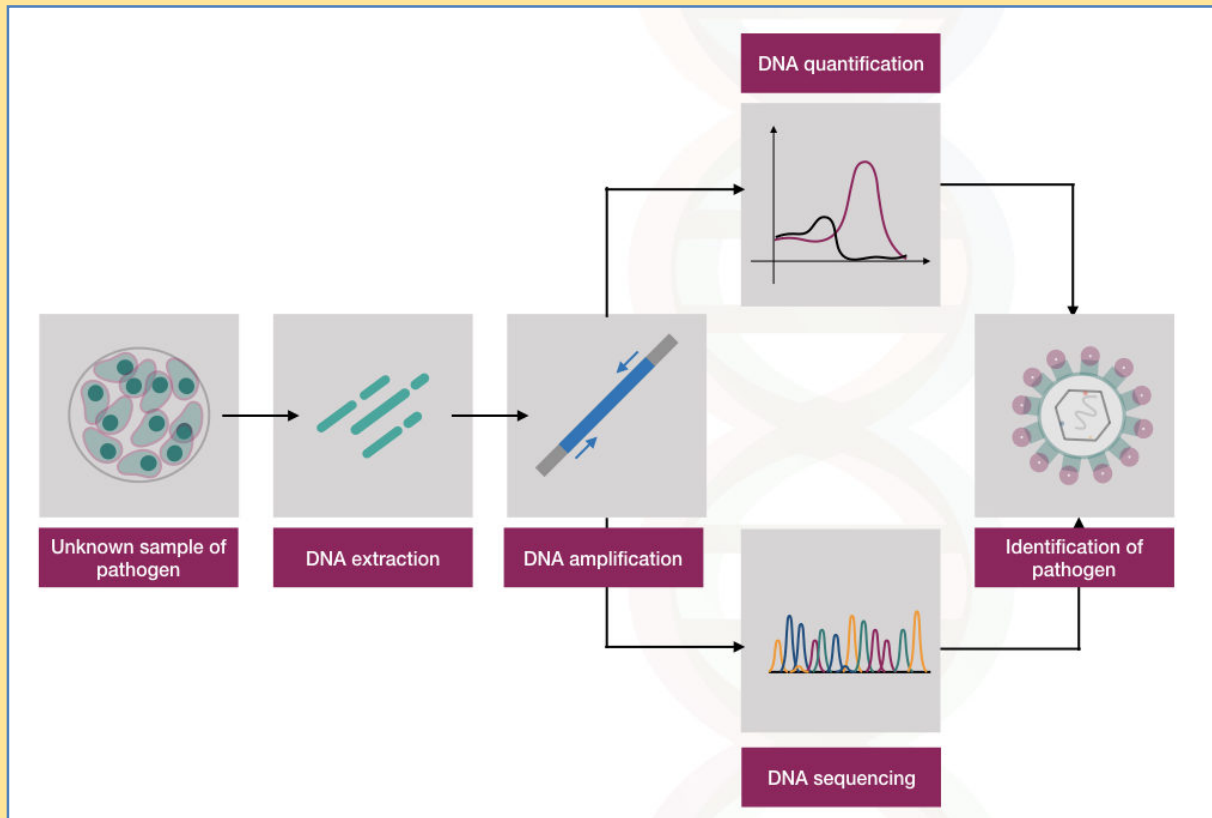 DNA quantification
Unknown sample of
pathogen
DNA extraction
DNA amplification
Identification of
pathogen
DNA sequencing